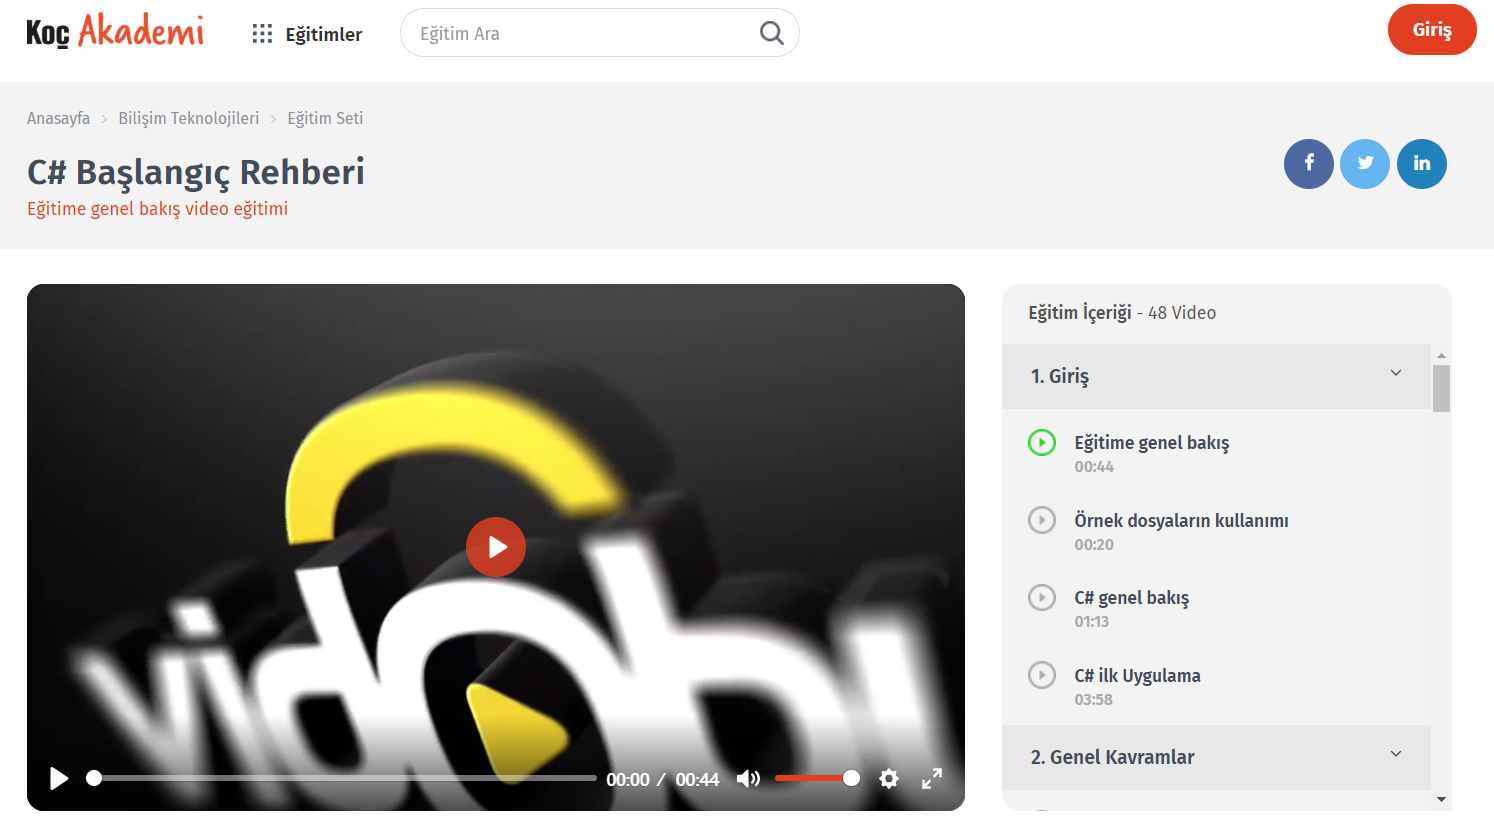 Koç Akademi
Eğitimler
Eğitim Ara
Giriş
Anasayfa > Bilişim Teknolojileri > Eğitim Seti
C# Başlangıç Rehberi
Eğitime genel bakış video eğitimi
vidobu
00:00 / 00:44
Eğitim İçeriği - 48 Video
1. Giriş
Eğitime genel bakış
00:44
Örnek dosyaların kullanımı
00:20
C# genel bakış
01:13
C# ilk Uygulama
03:58
2. Genel Kavramlar